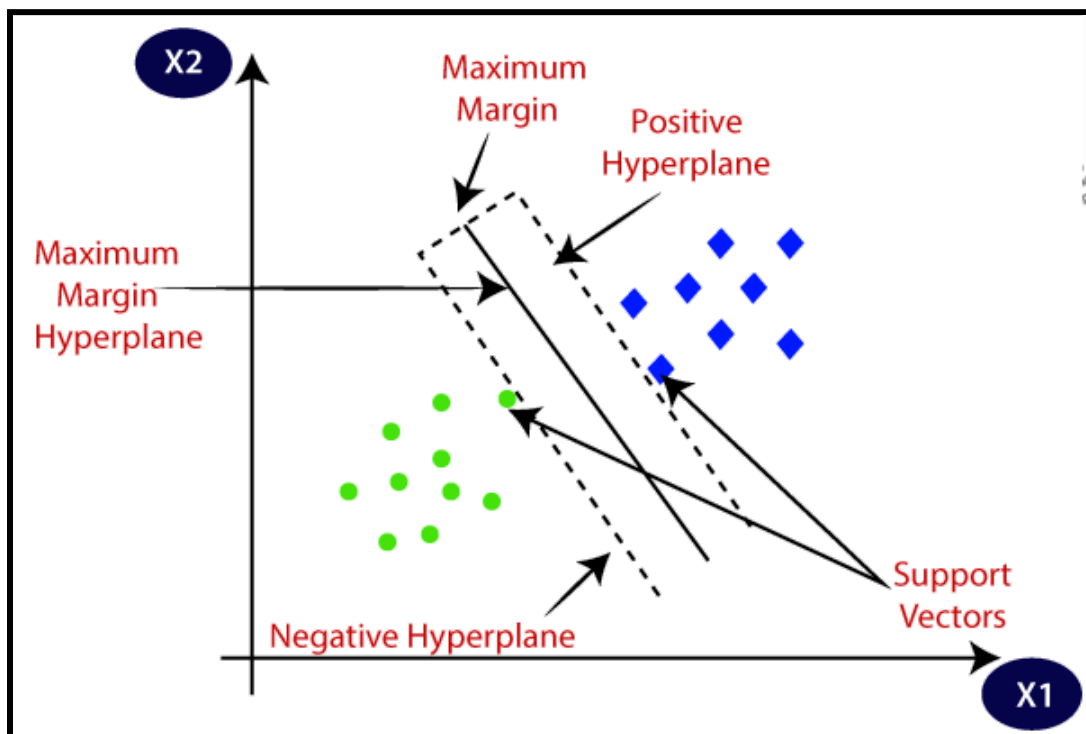 X2
Maximum
Margin
Positive
Hyperplane
Maximum
Margin
Hyperplane
Support
Vectors
Negative Hyperplane
X1